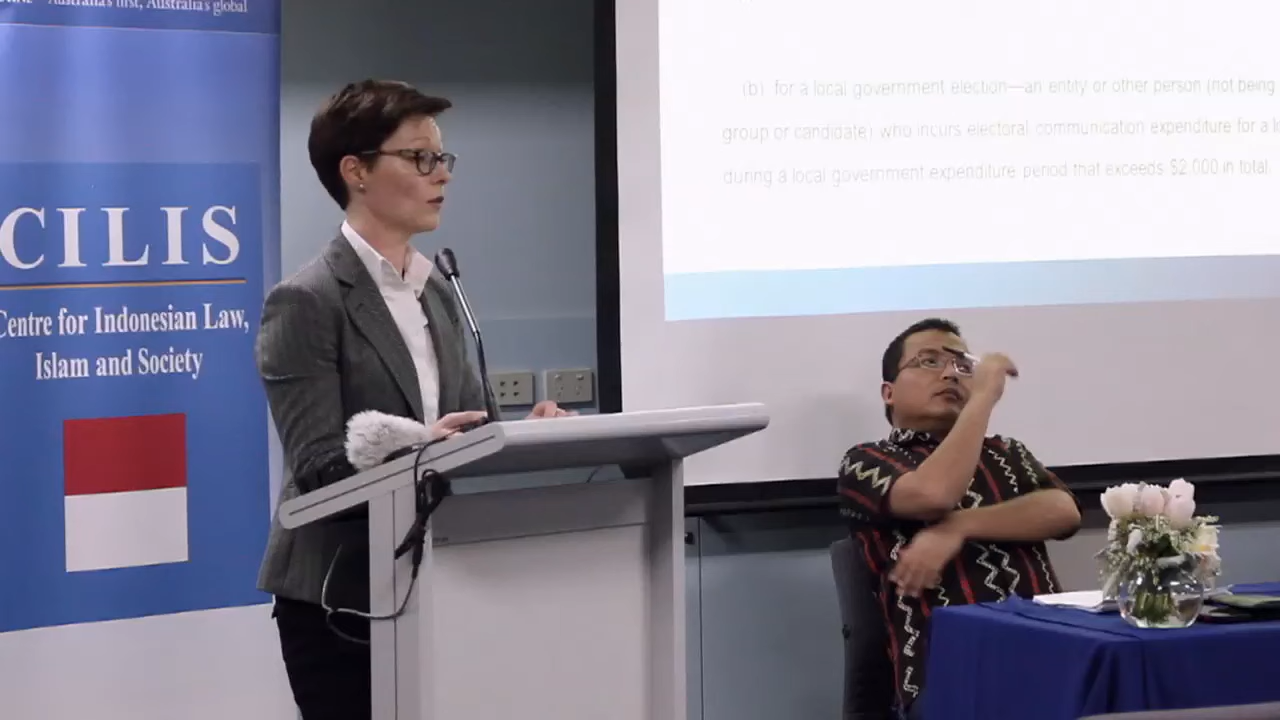 Australia's first, Australia's global
CILIS
Centre for Indonesian Law,
Islam and Society
(b) for a local government election—an entity or other person (not being
group or candidate) who incurs electoral communication expenditure for a
during a local government expenditure period that exceeds $2,000 in total.